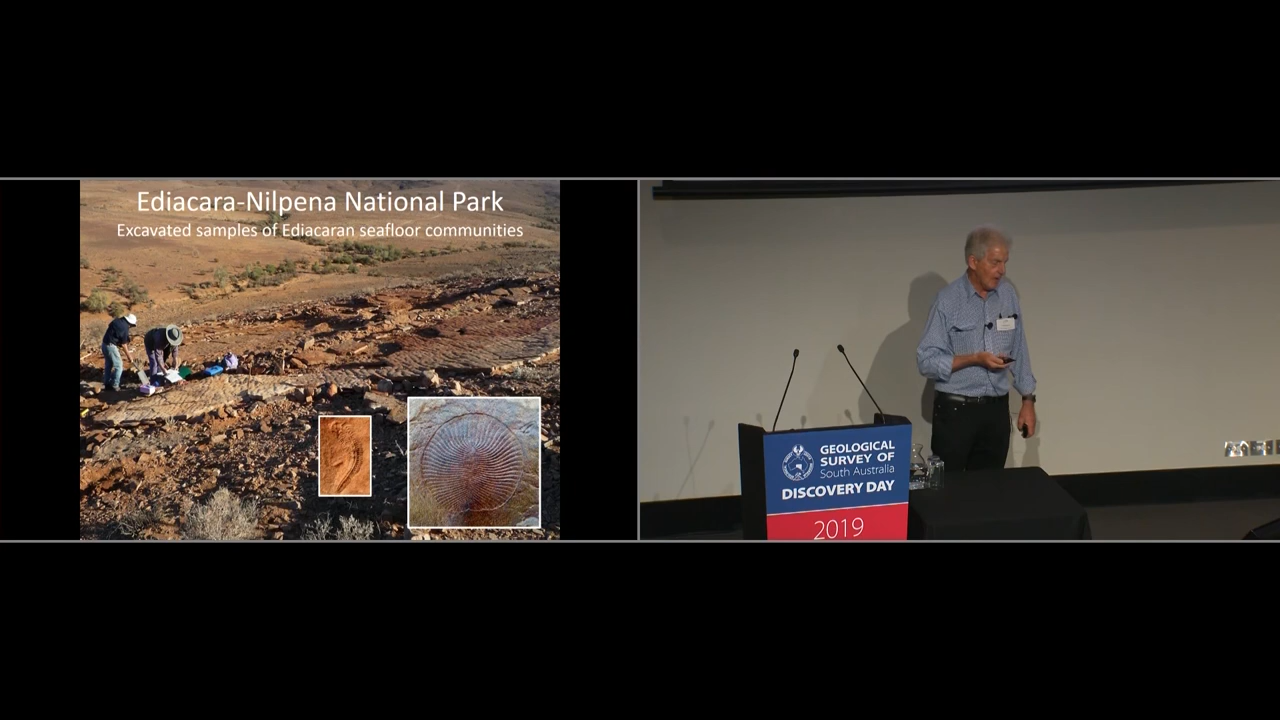 Ediacara-Nilpena National Park
Excavated samples of Ediacaran seafloor communities
GEOLOGICAL
SURVEY OF
South Australia
DISCOVERY DAY
2019